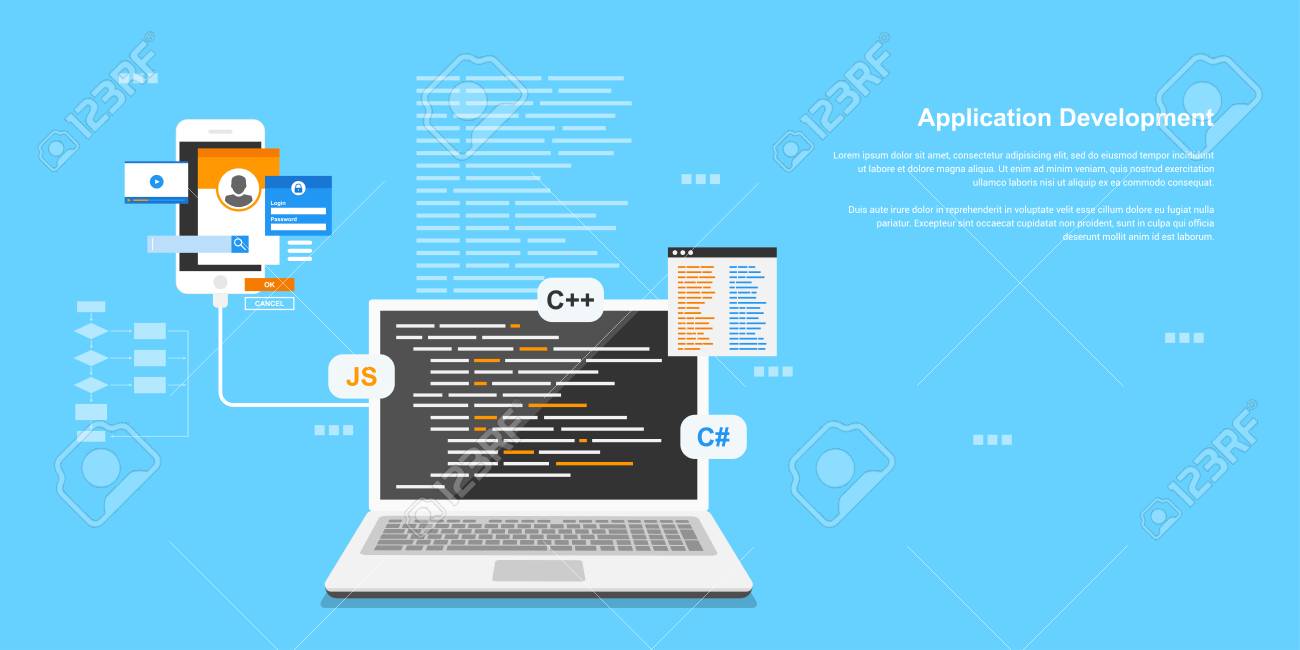 Application Development
Lorem ipsum dolor sit amet, consectetur adipiscing elit, sed do eiusmod tempor incididunt
ut labore et dolore magna aliqua. Ut enim ad minim veniam, quis nostrud exercitation
ullamco laboris nisi ut aliquip ex ea commodo consequat.
Duis aute irure dolor in reprehenderit in voluptate velit esse cillum dolore eu fugiat nulla
pariatur. Excepteur sint occaecat cupidatat non proident, sunt in culpa qui officia
deserunt mollit anim id est laborum.
Login
Password
OK
CANCEL
C++
JS
C#
123RF
123RF
123RF
123RF